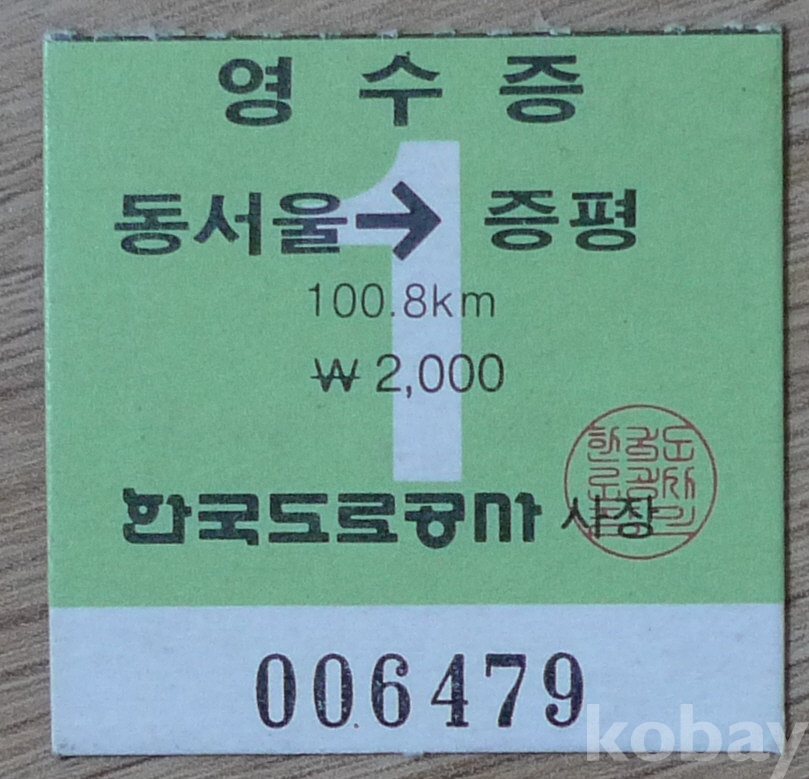 영수증
1
동서울→증평
100.8km
₩2,000
한국도로공사 사장
006479
kobay